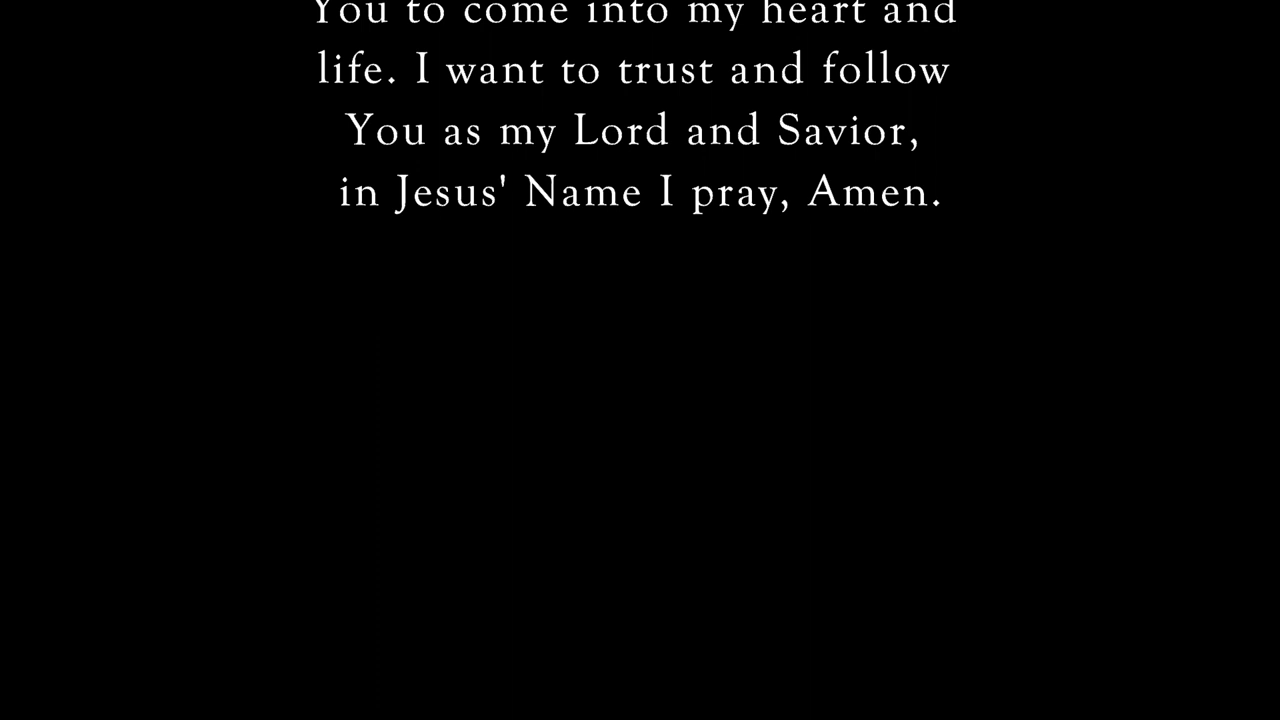 You to come into my heart and
life. I want to trust and follow
You as my Lord and Savior,
in Jesus' Name I pray, Amen.